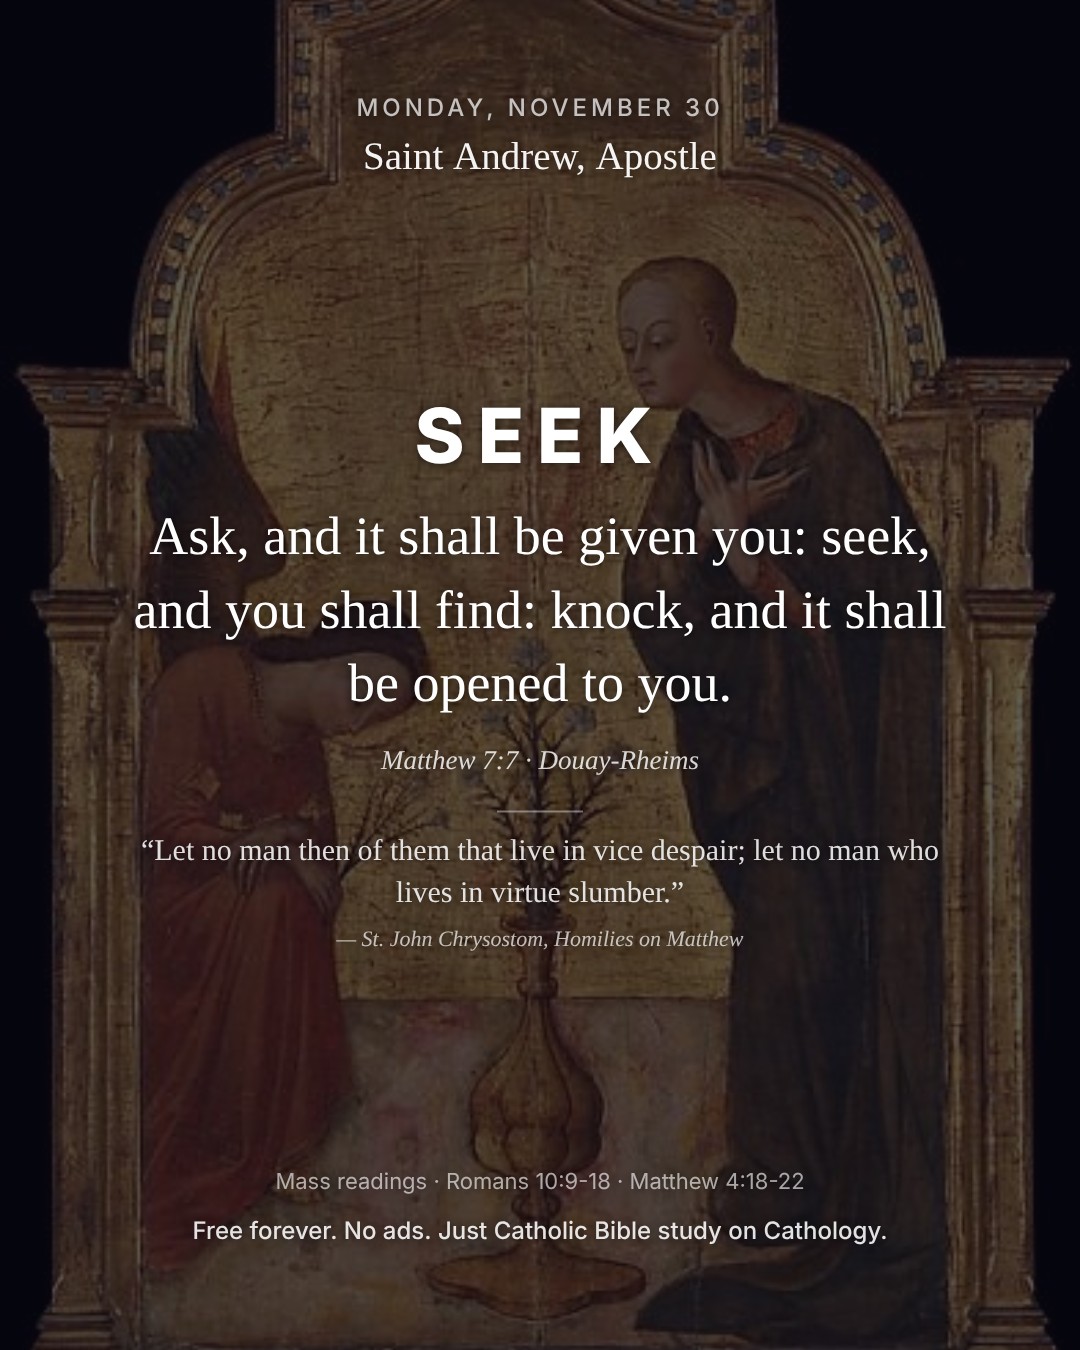 MONDAY, NOVEMBER 30
Saint Andrew, Apostle
SEEK
Ask, and it shall be given you: seek,
and you shall find: knock, and it shall
be opened to you.
Matthew 7:7 · Douay-Rheims
“Let no man then of them that live in vice despair; let no man who
lives in virtue slumber.”
— St. John Chrysostom, Homilies on Matthew
Mass readings · Romans 10:9-18 · Matthew 4:18-22
Free forever. No ads. Just Catholic Bible study on Cathology.